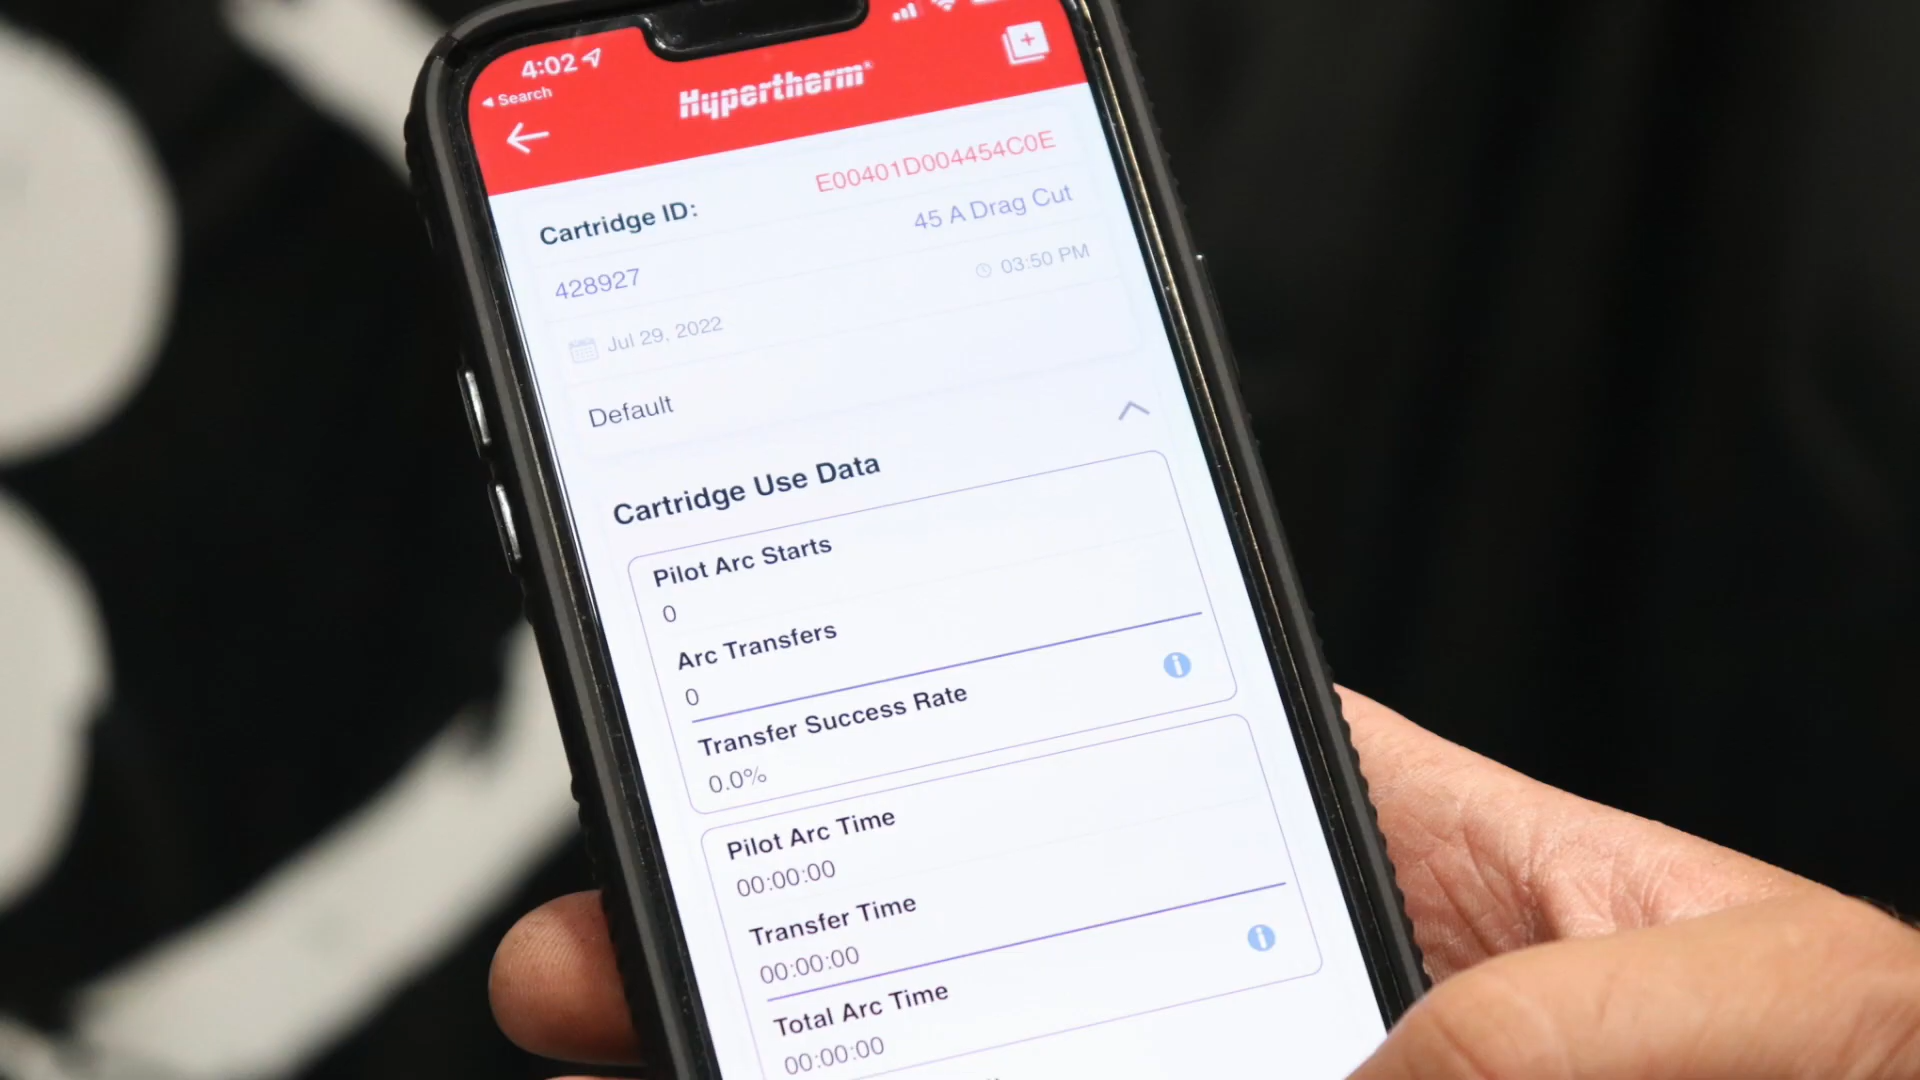 4:02
Search
Hypertherm®
Cartridge ID:
E00401D004454C0E
428927
45 A Drag Cut
Jul 29, 2022
03:50 PM
Default
Cartridge Use Data
Pilot Arc Starts
0
Arc Transfers
0
Transfer Success Rate
0.0%
Pilot Arc Time
00:00:00
Transfer Time
00:00:00
Total Arc Time
00:00:00